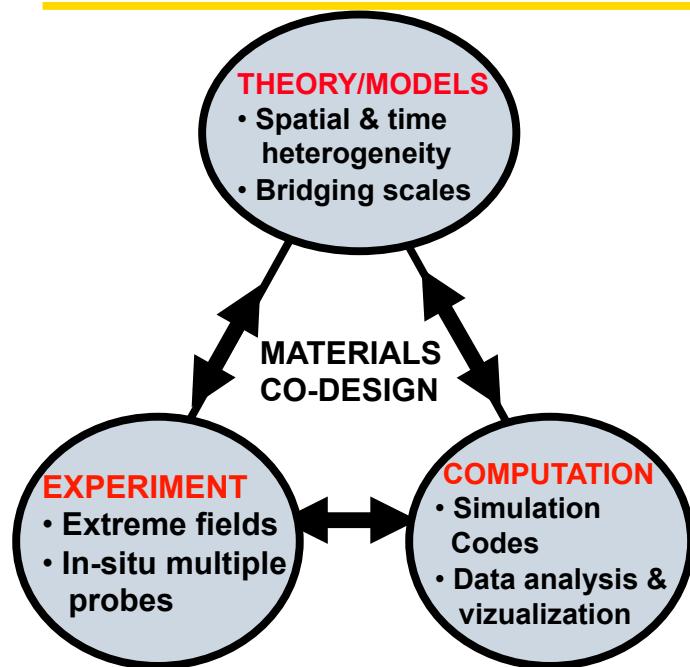 THEORY/MODELS
• Spatial & time
heterogeneity
• Bridging scales
MATERIALS
CO-DESIGN
EXPERIMENT
• Extreme fields
• In-situ multiple
probes
COMPUTATION
• Simulation
Codes
• Data analysis &
vizualization